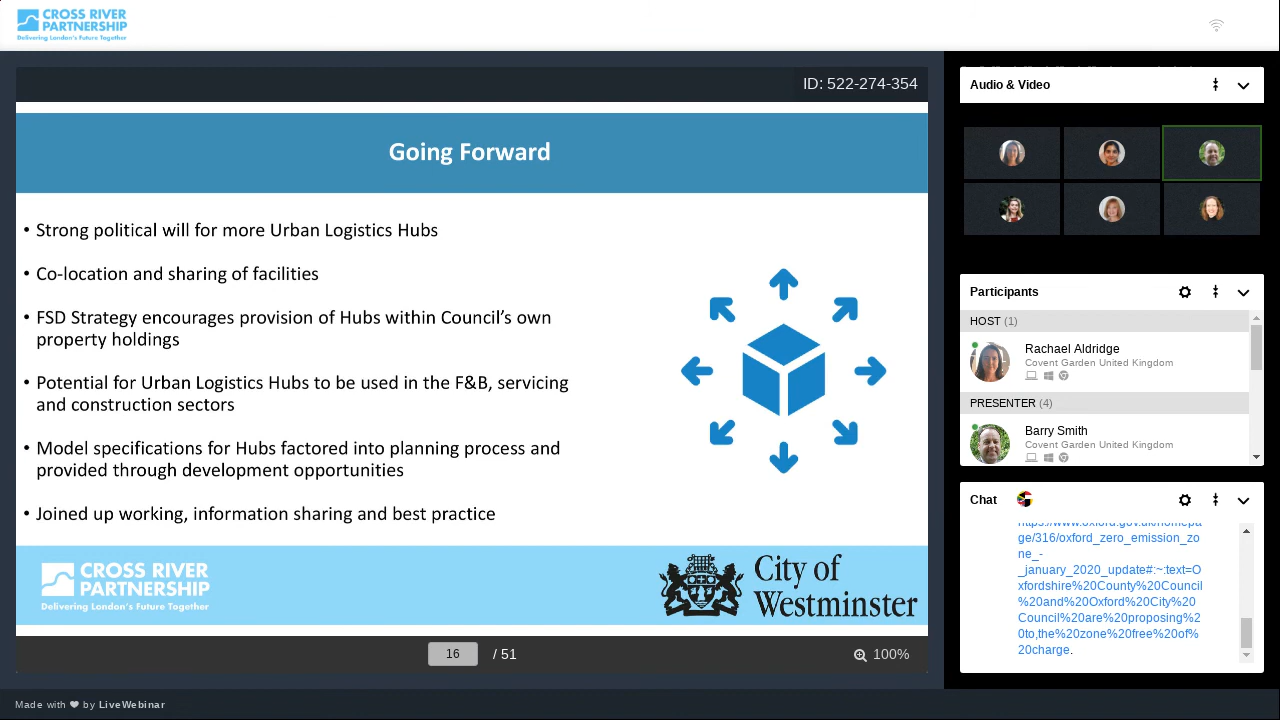 CROSS RIVER
PARTNERSHIP
Delivering London's Future Together
ID: 522-274-354
Going Forward
• Strong political will for more Urban Logistics Hubs
• Co-location and sharing of facilities
• FSD Strategy encourages provision of Hubs within Council's own
property holdings
• Potential for Urban Logistics Hubs to be used in the F&B, servicing
and construction sectors
• Model specifications for Hubs factored into planning process and
provided through development opportunities
• Joined up working, information sharing and best practice
CROSS RIVER
PARTNERSHIP
Delivering London's Future Together
City of
Westminster
16 / 51
100%
Audio & Video
Participants
HOST (1)
Rachael Aldridge
Covent Garden United Kingdom
PRESENTER (4)
Barry Smith
Covent Garden United Kingdom
Chat
https://www.oxford.gov.uk/homepa
ge/316/oxford_zero_emission_zo
ne_-
_january_2020_update#:~:text=O
xfordshire%20County%20Council
%20and%20Oxford%20City%20
Council%20are%20proposing%2
0to,the%20zone%20free%20of%
20charge.
Made with ❤ by LiveWebinar